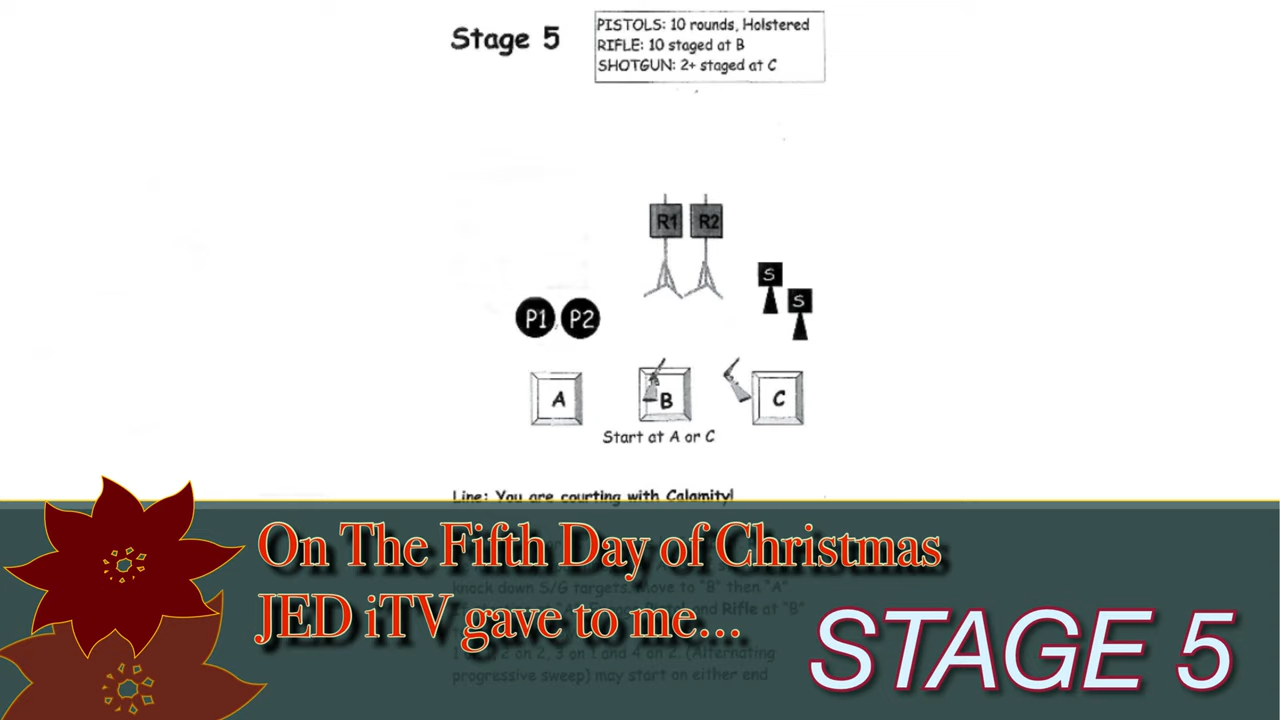 Stage 5
PISTOLS: 10 rounds, Holstered
RIFLE: 10 staged at B
SHOTGUN: 2+ staged at C
R1 R2
S
S
P1 P2
A B C
Start at A or C
Line: You are courting with Calamity!
On The Fifth Day of Christmas
knock down S/G targets. Move to "B" then "A"
JED iTV gave to me...
and Rifle at "B"
STAGE 5
2 on 2, 3 on 1 and 4 on 2. (Alternating
progressive sweep) may start on either end